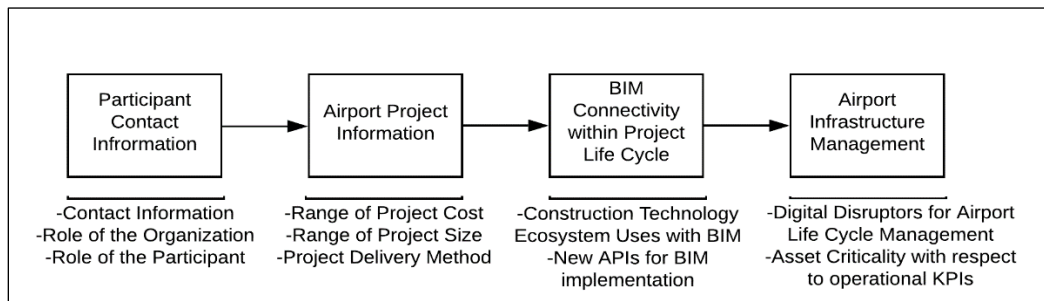 Participant
Contact
Infrormation
Airport Project
Information
BIM
Connectivity
within Project
Life Cycle
Airport
Infrastructure
Management
-Contact Information
-Role of the Organization
-Role of the Participant
-Range of Project Cost
-Range of Project Size
-Project Delivery Method
-Construction Technology
Ecosystem Uses with BIM
-New APIs for BIM
implementation
-Digital Disruptors for Airport
Life Cycle Management
-Asset Criticality with respect
to operational KPIs